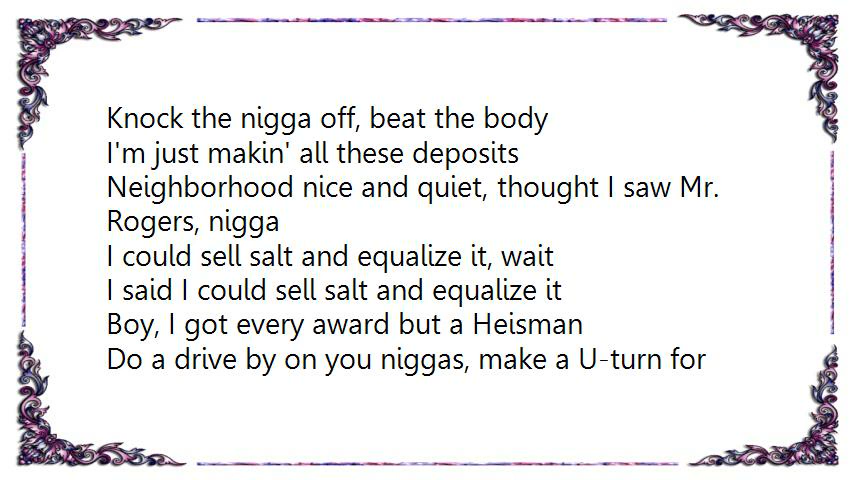 Knock the nigga off, beat the body
I'm just makin' all these deposits
Neighborhood nice and quiet, thought I saw Mr.
Rogers, nigga
I could sell salt and equalize it, wait
I said I could sell salt and equalize it
Boy, I got every award but a Heisman
Do a drive by on you niggas, make a U-turn for